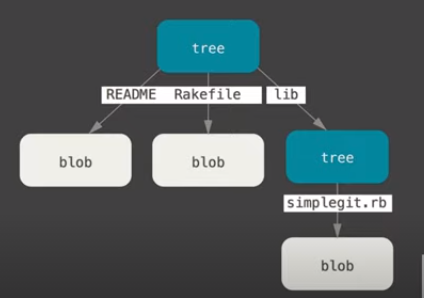 tree
README Rakefile lib
blob blob tree
simplegit.rb
blob